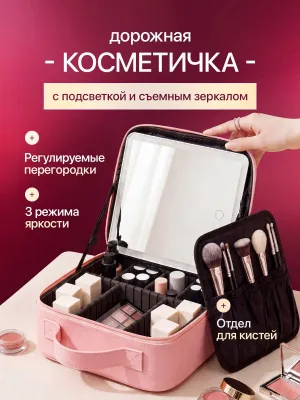 дорожная
- КОСМЕТИЧКА -
с подсветкой и съемным зеркалом
Регулируемые
перегородки
3 режима
яркости
Отдел
для кистей